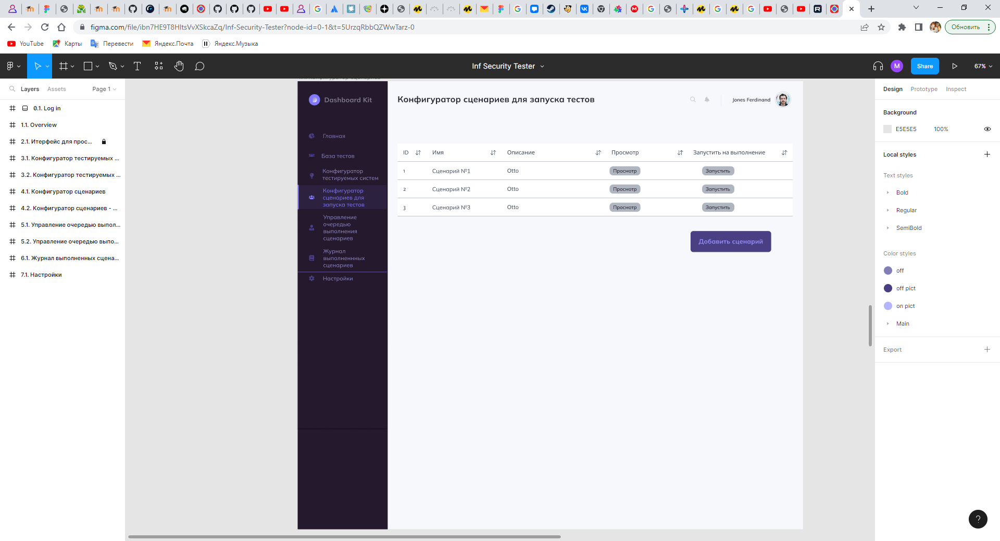 figma.com/file/ibn7HE9T8HltsVvXSkcaZq/Inf-Security-Tester?node-id=0-1&t=5UrzqRbbQZWwTarz-0
Обновить
YouTube
Карты
Перевести
Яндекс.Почта
Яндекс.Музыка
Inf Security Tester
M
Share
67%
Layers
Assets
Page 1
0.1. Log in
1.1. Overview
2.1. Итерфейс для прос...
3.1. Конфигуратор тестируемых ...
3.2. Конфигуратор тестируемых ...
4.1. Конфигуратор сценариев
4.2. Конфигуратор сценариев - ...
5.1. Управление очередью выпол...
5.2. Управление очередью выпо...
6.1. Журнал выполненных сцена...
7.1. Настройки
Dashboard Kit
Главная
База тестов
Конфигуратор
тестируемых систем
Конфигуратор
сценариев для
запуска тестов
Управление
очередью
выполнения
сценариев
Журнал
выполненнных
сценариев
Настройки
Конфигуратор сценариев для запуска тестов
Jones Ferdinand
ID Имя Описание Просмотр Запустить на выполнение
1 Сценарий №1 Otto Просмотр Запустить
2 Сценарий №2 Otto Просмотр Запустить
3 Сценарий №3 Otto Просмотр Запустить
Добавить сценарий
Design
Prototype
Inspect
Background
E5E5E5 100%
Local styles
Text styles
Bold
Regular
SemiBold
Color styles
off
off pict
on pict
Main
Export
?